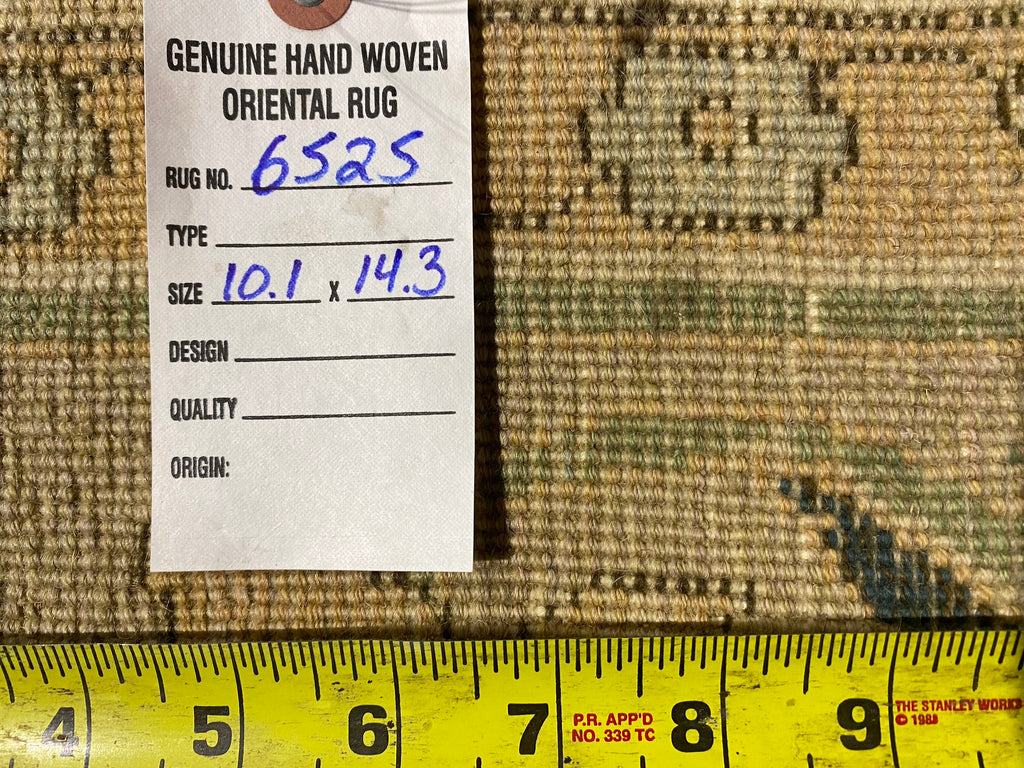 GENUINE HAND WOVEN
ORIENTAL RUG
RUG NO. 6525
TYPE
SIZE 10.1 X 14.3
DESIGN
QUALITY
ORIGIN:
4 5 6 7 P.R. APP'D 8 9 THE STANLEY WORKS
NO. 339 TC © 1988